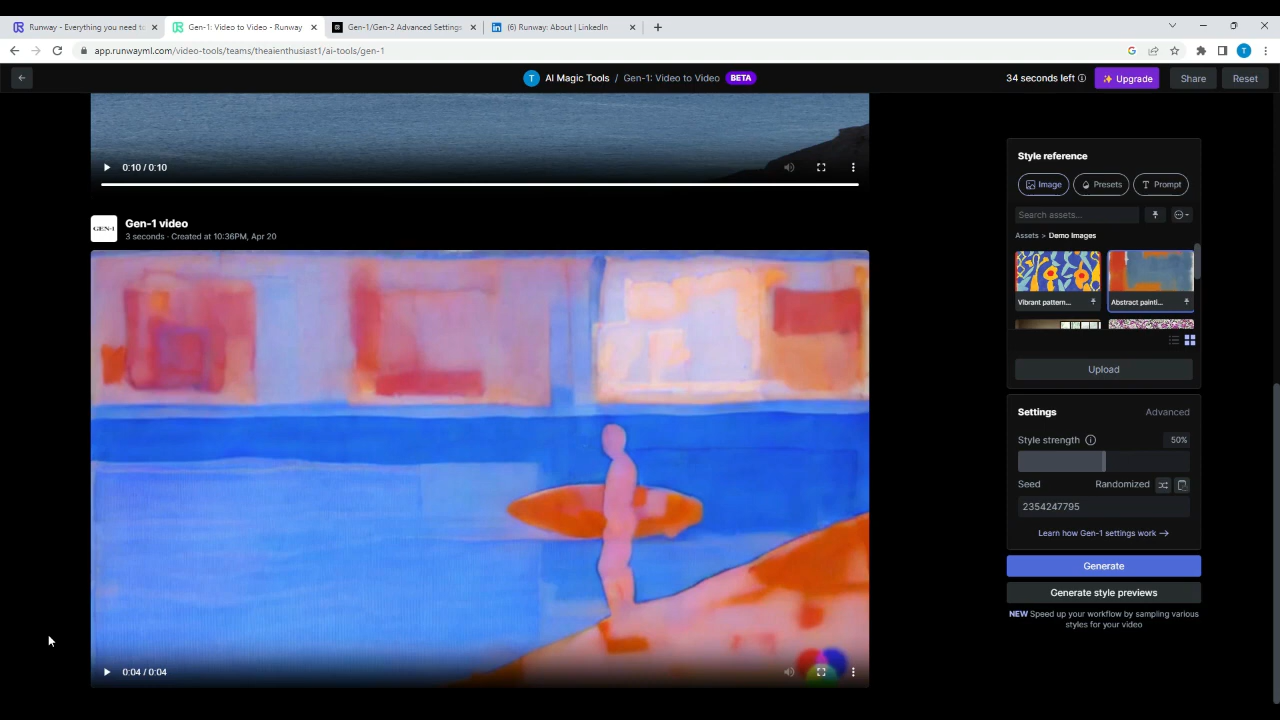 Runway - Everything you need to
Gen-1: Video to Video - Runway
Gen-1/Gen-2 Advanced Settings
(6) Runway: About | LinkedIn
app.runwayml.com/video-tools/teams/theaienthusiast1/ai-tools/gen-1
T
T
AI Magic Tools / Gen-1: Video to Video
BETA
34 seconds left
Upgrade
Share
Reset
0:10 / 0:10
GEN-1
Gen-1 video
3 seconds · Created at 10:36PM, Apr 20
0:04 / 0:04
Style reference
Image
Presets
T Prompt
Search assets...
Assets > Demo Images
Vibrant pattern...
Abstract painti...
Upload
Settings
Advanced
Style strength
50%
Seed
Randomized
2354247795
Learn how Gen-1 settings work →
Generate
Generate style previews
NEW Speed up your workflow by sampling various
styles for your video